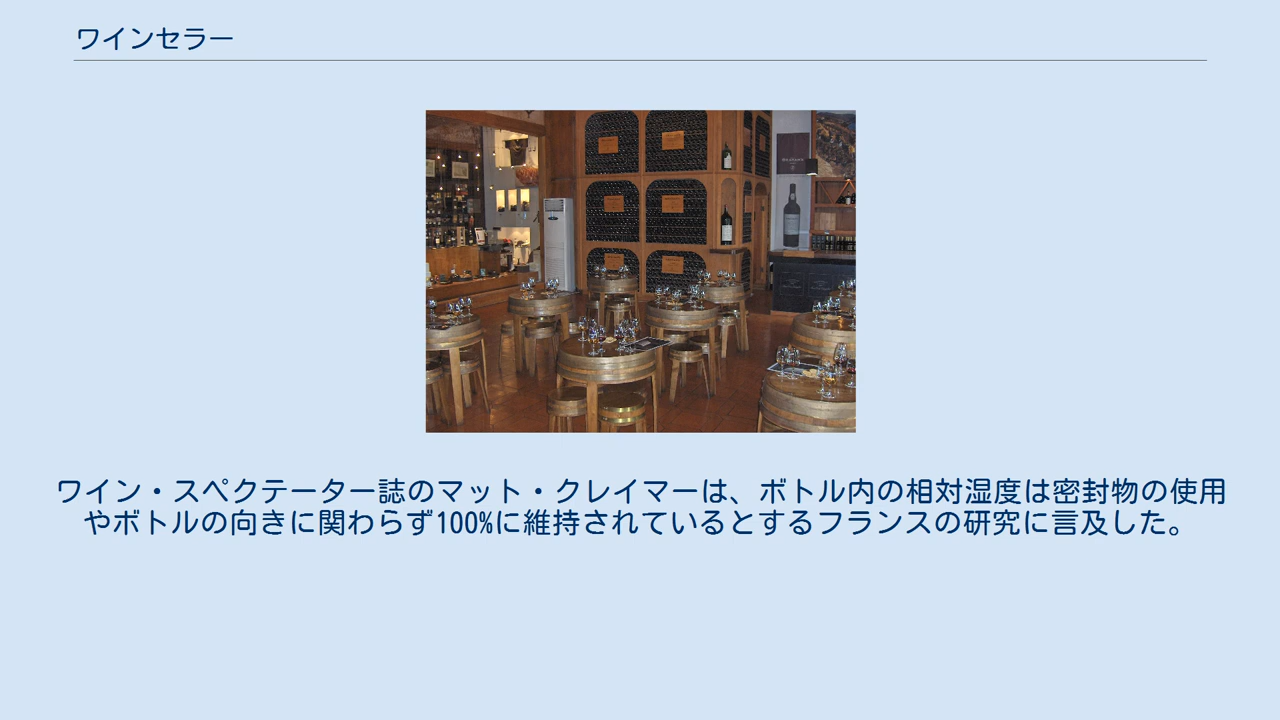 ワインセラー
ワイン・スペクテーター誌のマット・クレイマーは、ボトル内の相対湿度は密封物の使用
やボトルの向きに関わらず100%に維持されているとするフランスの研究に言及した。